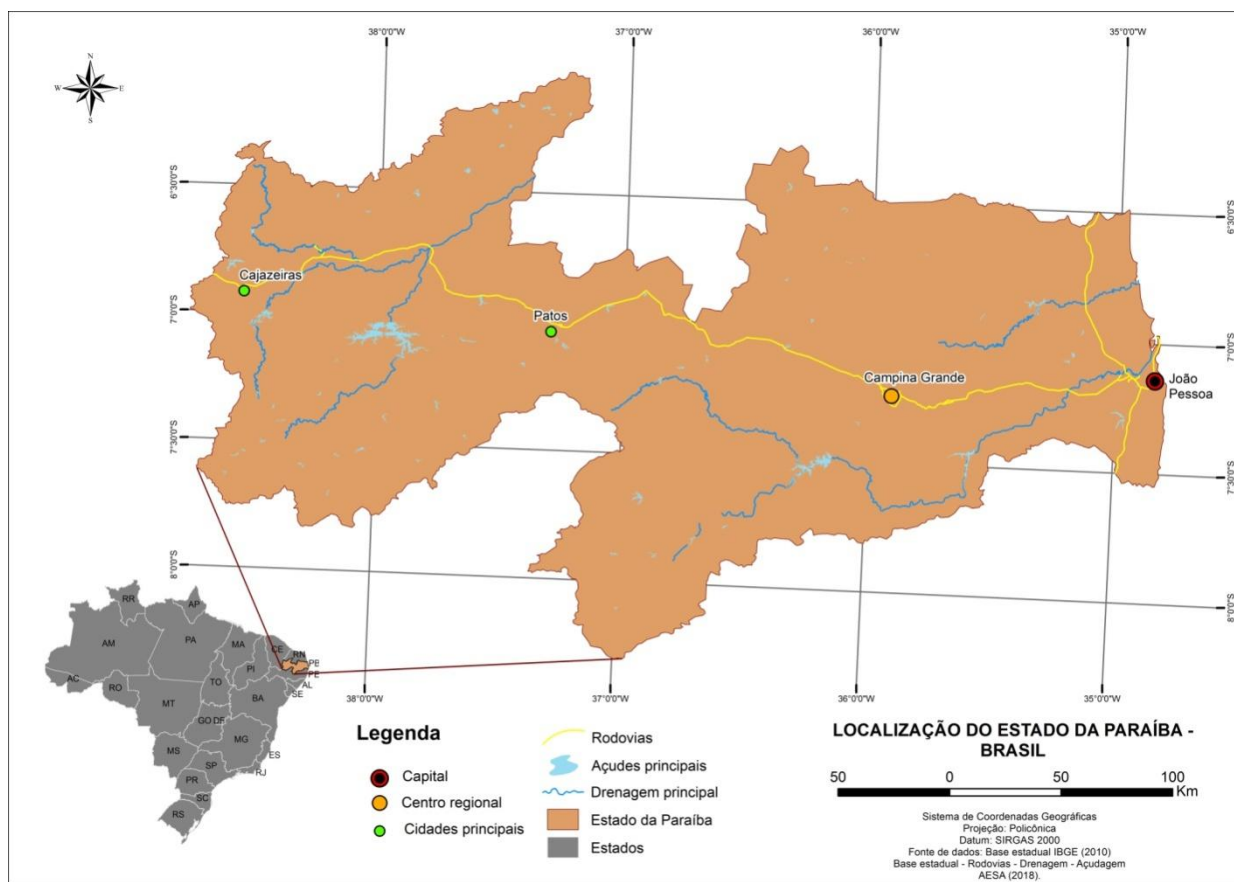 38°0'0"W
37°0'0"W
36°0'0"W
35°0'0"W
N
W
E
S
6°30'0"S
6°30'0"S
Cajazeiras
7°0'0"S
Patos
7°0'0"S
Campina Grande
João
Pessoa
7°30'0"S
7°30'0"S
8°0'0"S
8°0'0"S
RR
AP
AM
PA
MA
CE
RN
PB
PE
PI
AL
SE
AC
RO
TO
BA
MT
GO
DF
MG
ES
MS
SP
RJ
PR
SC
RS
38°0'0"W
37°0'0"W
36°0'0"W
35°0'0"W
Legenda
Capital
Centro regional
Cidades principais
Rodovias
Açudes principais
Drenagem principal
Estado da Paraíba
Estados
LOCALIZAÇÃO DO ESTADO DA PARAÍBA -
BRASIL
50
0
50
100
Km
Sistema de Coordenadas Geográficas
Projeção: Policônica
Datum: SIRGAS 2000
Fonte de dados: Base estadual IBGE (2010)
Base estadual - Rodovias - Drenagem - Açudagem
AESA (2018).